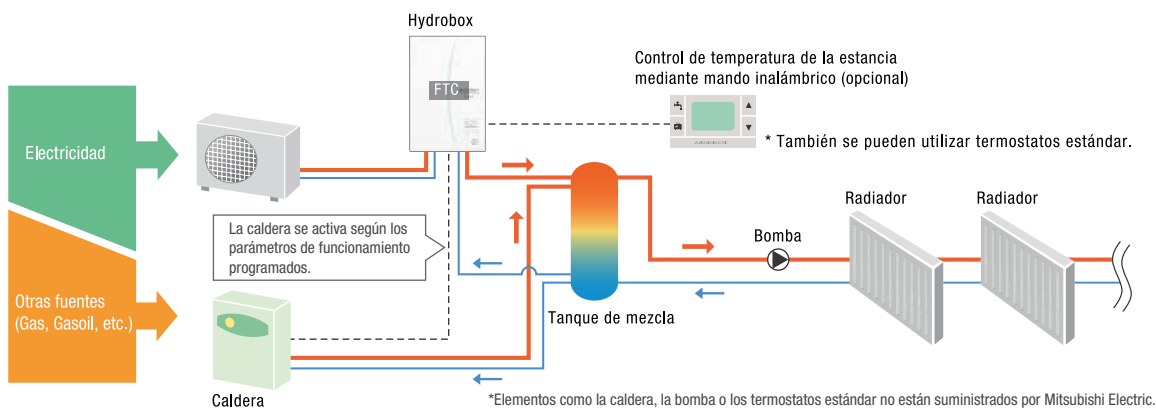 Hydrobox
FTC
Control de temperatura de la estancia
mediante mando inalámbrico (opcional)
* También se pueden utilizar termostatos estándar.
Electricidad
La caldera se activa según los
parámetros de funcionamiento
programados.
Otras fuentes
(Gas, Gasoil, etc.)
Caldera
Tanque de mezcla
Bomba
Radiador
Radiador
*Elementos como la caldera, la bomba o los termostatos estándar no están suministrados por Mitsubishi Electric.